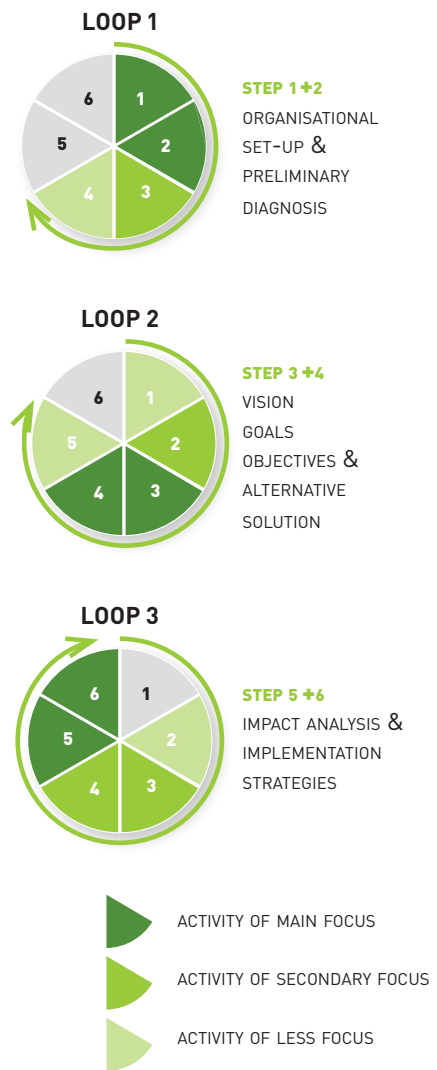 LOOP 1
6
1
5
2
4
3
STEP 1+2
ORGANISATIONAL
SET-UP &
PRELIMINARY
DIAGNOSIS
LOOP 2
6
1
5
2
4
3
STEP 3+4
VISION
GOALS
OBJECTIVES &
ALTERNATIVE
SOLUTION
LOOP 3
6
1
5
2
4
3
STEP 5+6
IMPACT ANALYSIS &
IMPLEMENTATION
STRATEGIES
ACTIVITY OF MAIN FOCUS
ACTIVITY OF SECONDARY FOCUS
ACTIVITY OF LESS FOCUS